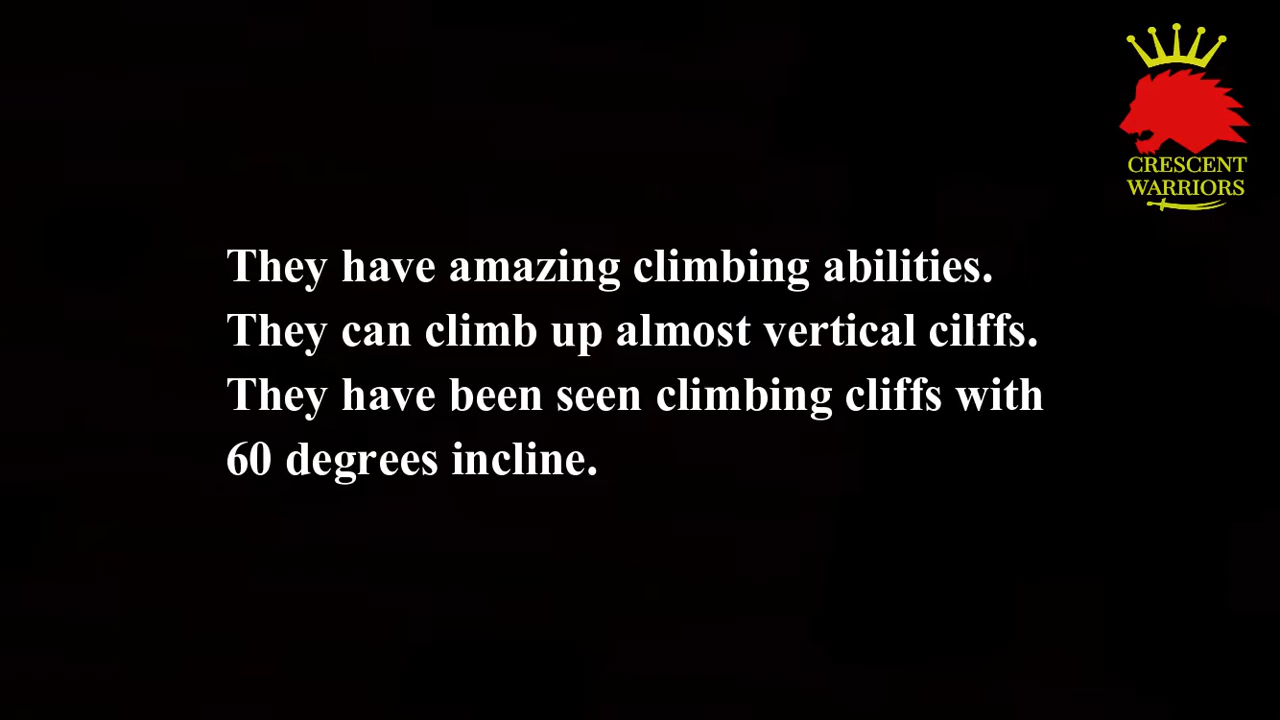 CRESCENT
WARRIORS
They have amazing climbing abilities.
They can climb up almost vertical cilffs.
They have been seen climbing cliffs with
60 degrees incline.